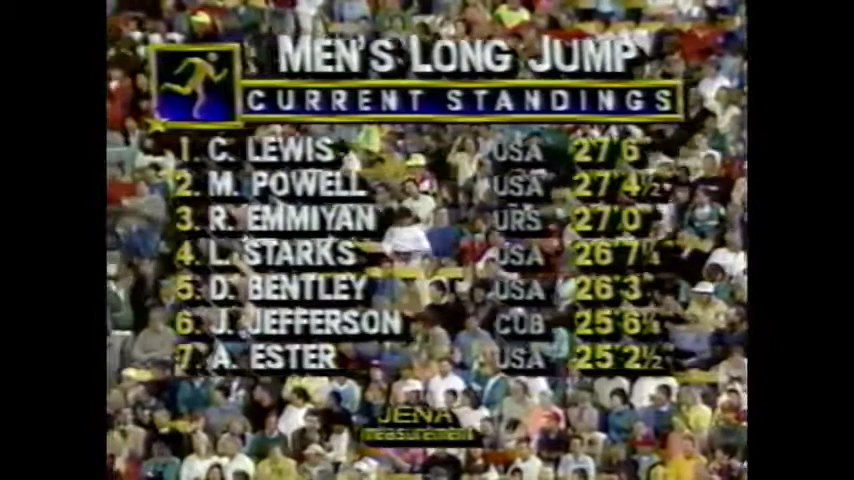 MEN'S LONG JUMP
CURRENT STANDINGS
1. C. LEWIS USA 27'6"
2. M. POWELL USA 27'4½"
3. R. EMMIYAN URS 27'0"
4. L. STARKS USA 26'7¼"
5. D. BENTLEY USA 26'3"
6. J. JEFFERSON CUB 25'6¼"
7. A. ESTER USA 25'2½"
JENA
measurement